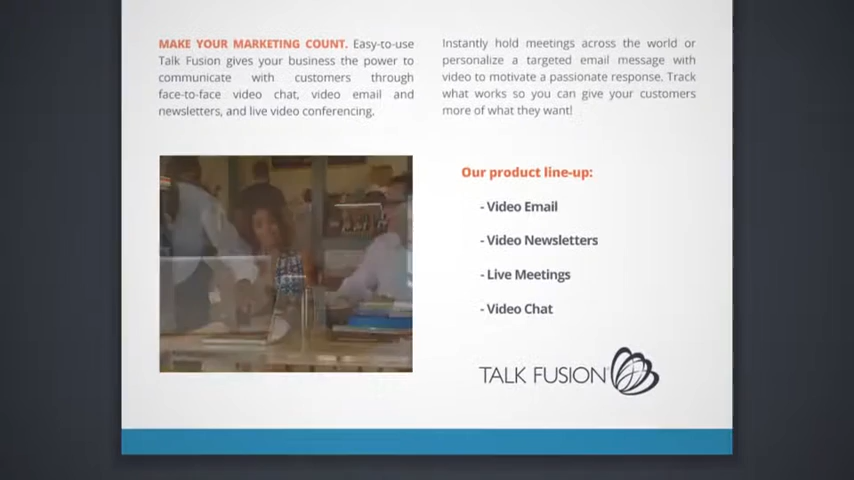 MAKE YOUR MARKETING COUNT. Easy-to-use
Talk Fusion gives your business the power to
communicate with customers through
face-to-face video chat, video email and
newsletters, and live video conferencing.
Instantly hold meetings across the world or
personalize a targeted email message with
video to motivate a passionate response. Track
what works so you can give your customers
more of what they want!
Our product line-up:
- Video Email
- Video Newsletters
- Live Meetings
- Video Chat
TALK FUSION